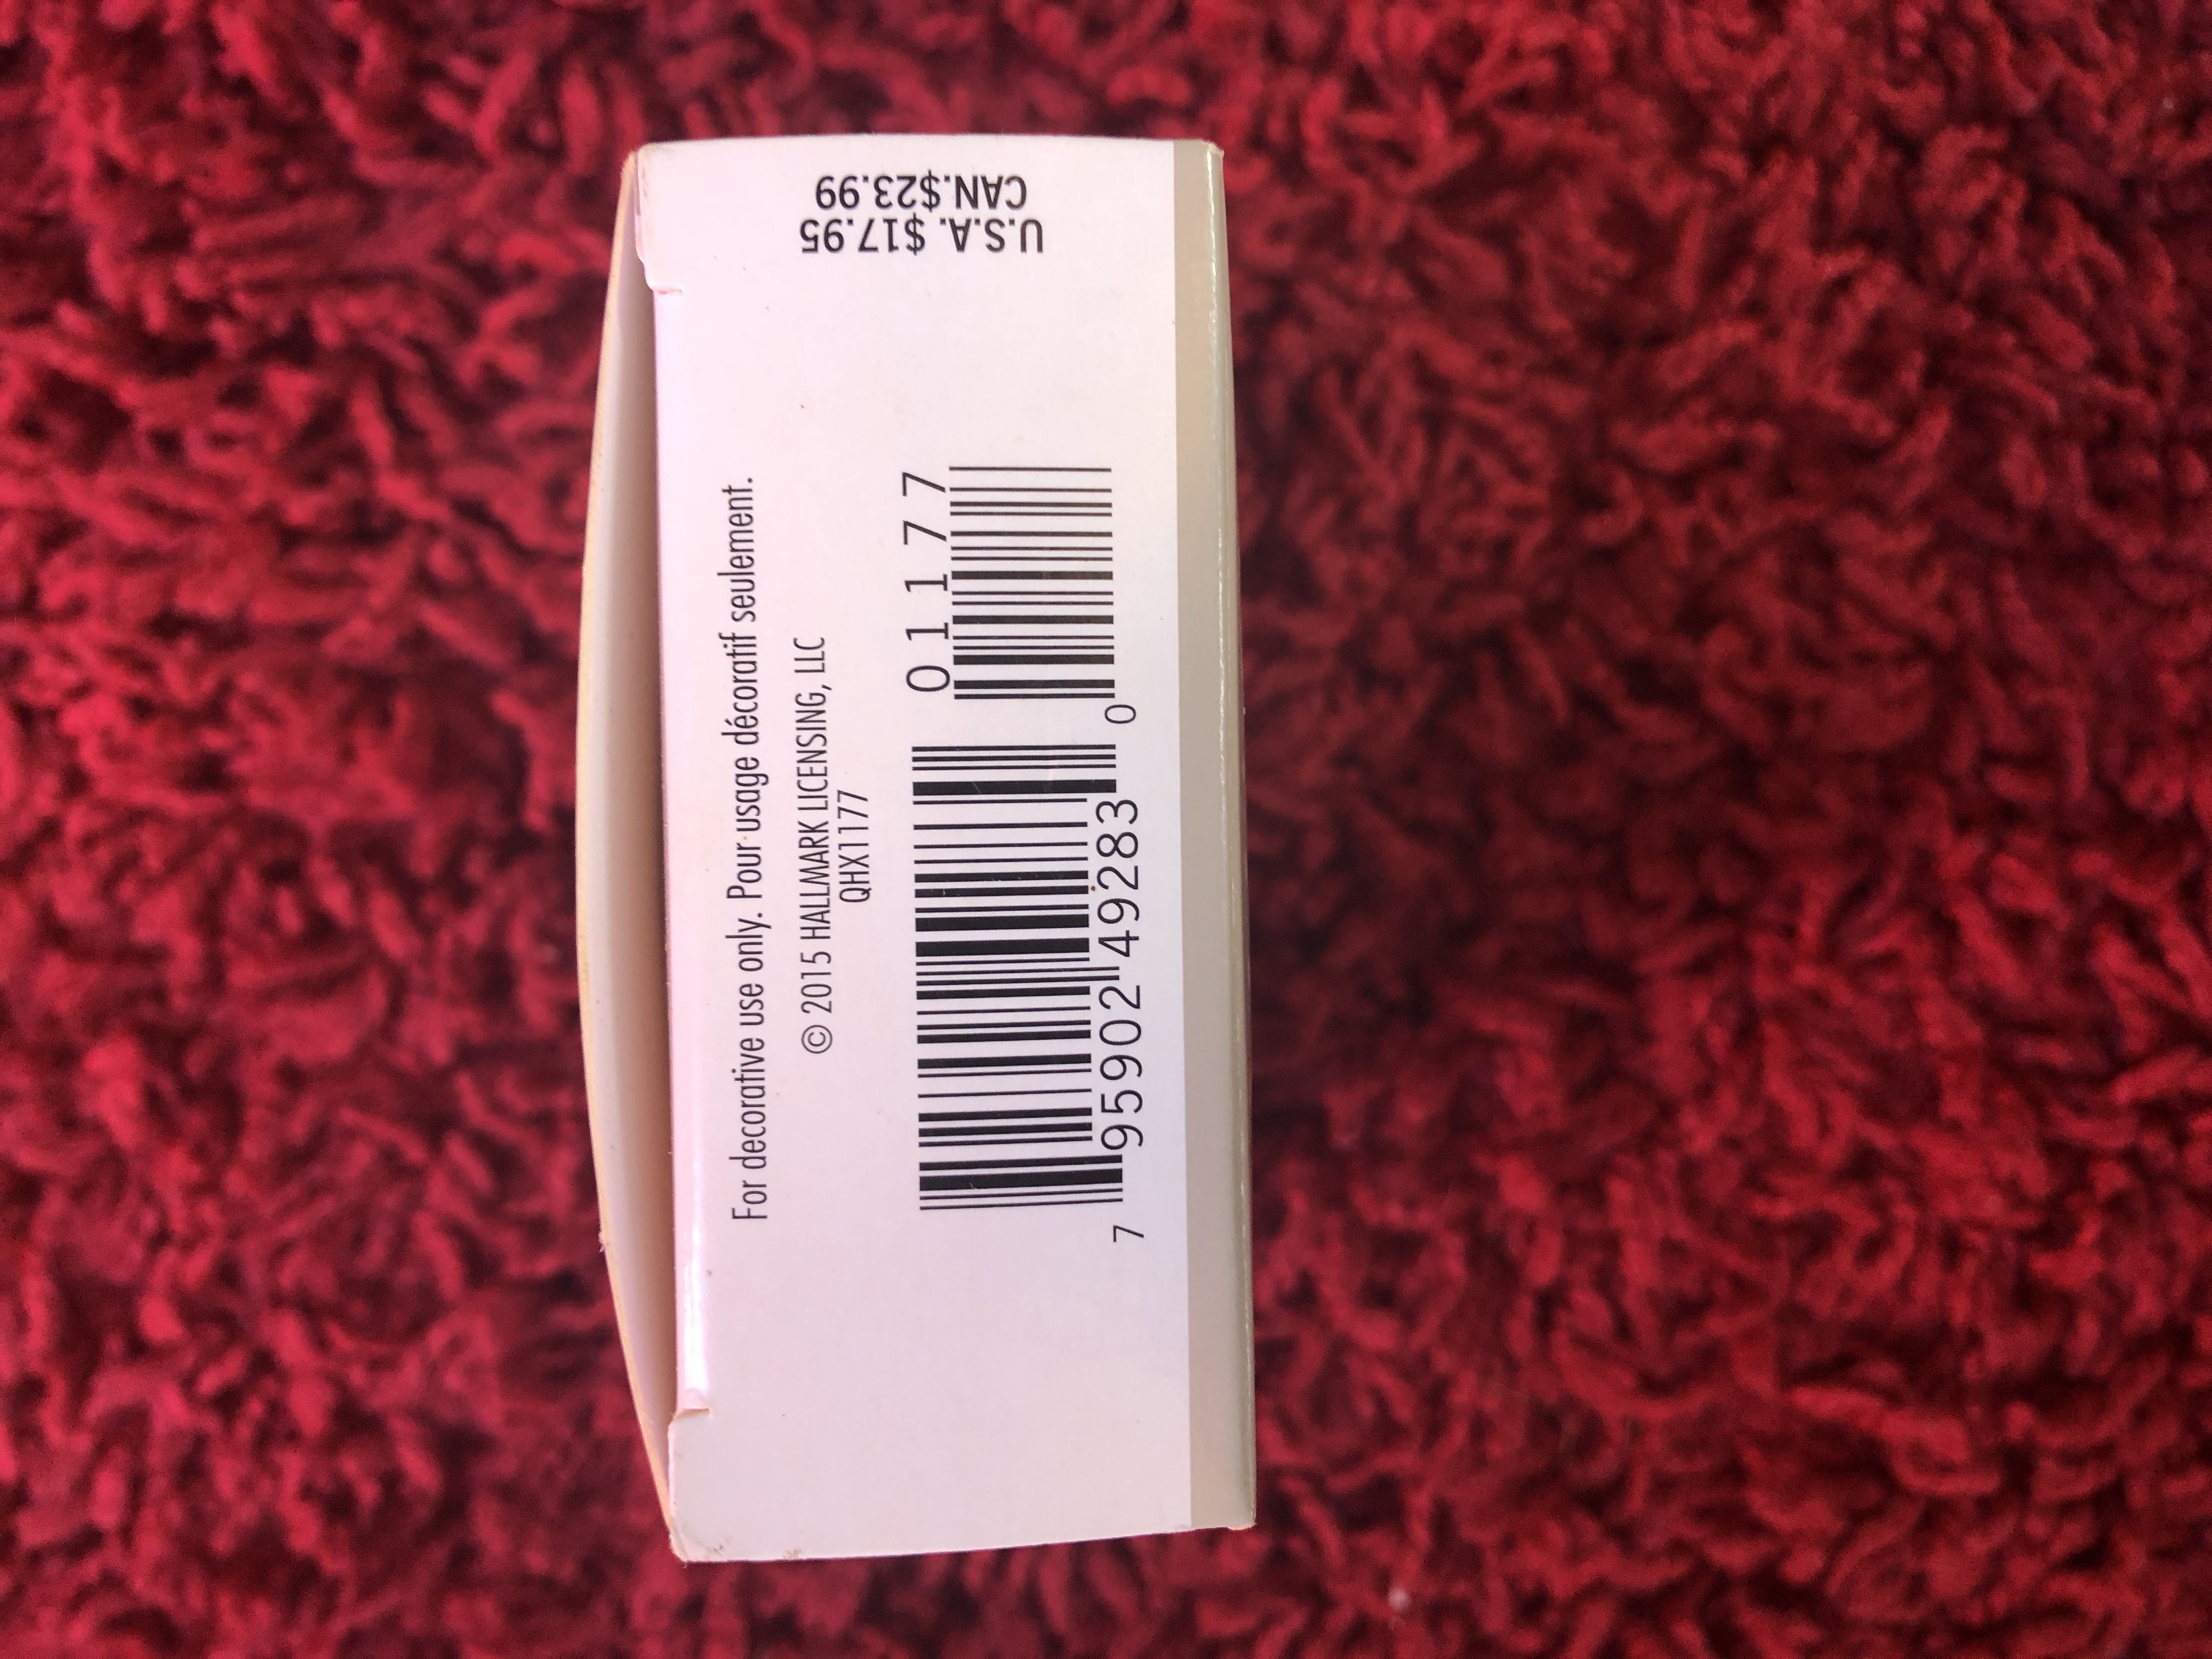 For decorative use only. Pour usage décoratif seulement.
© 2015 HALLMARK LICENSING, LLC
QHX1177
01177
7 95902 49283 0
U.S.A. $17.95
CAN.$23.99